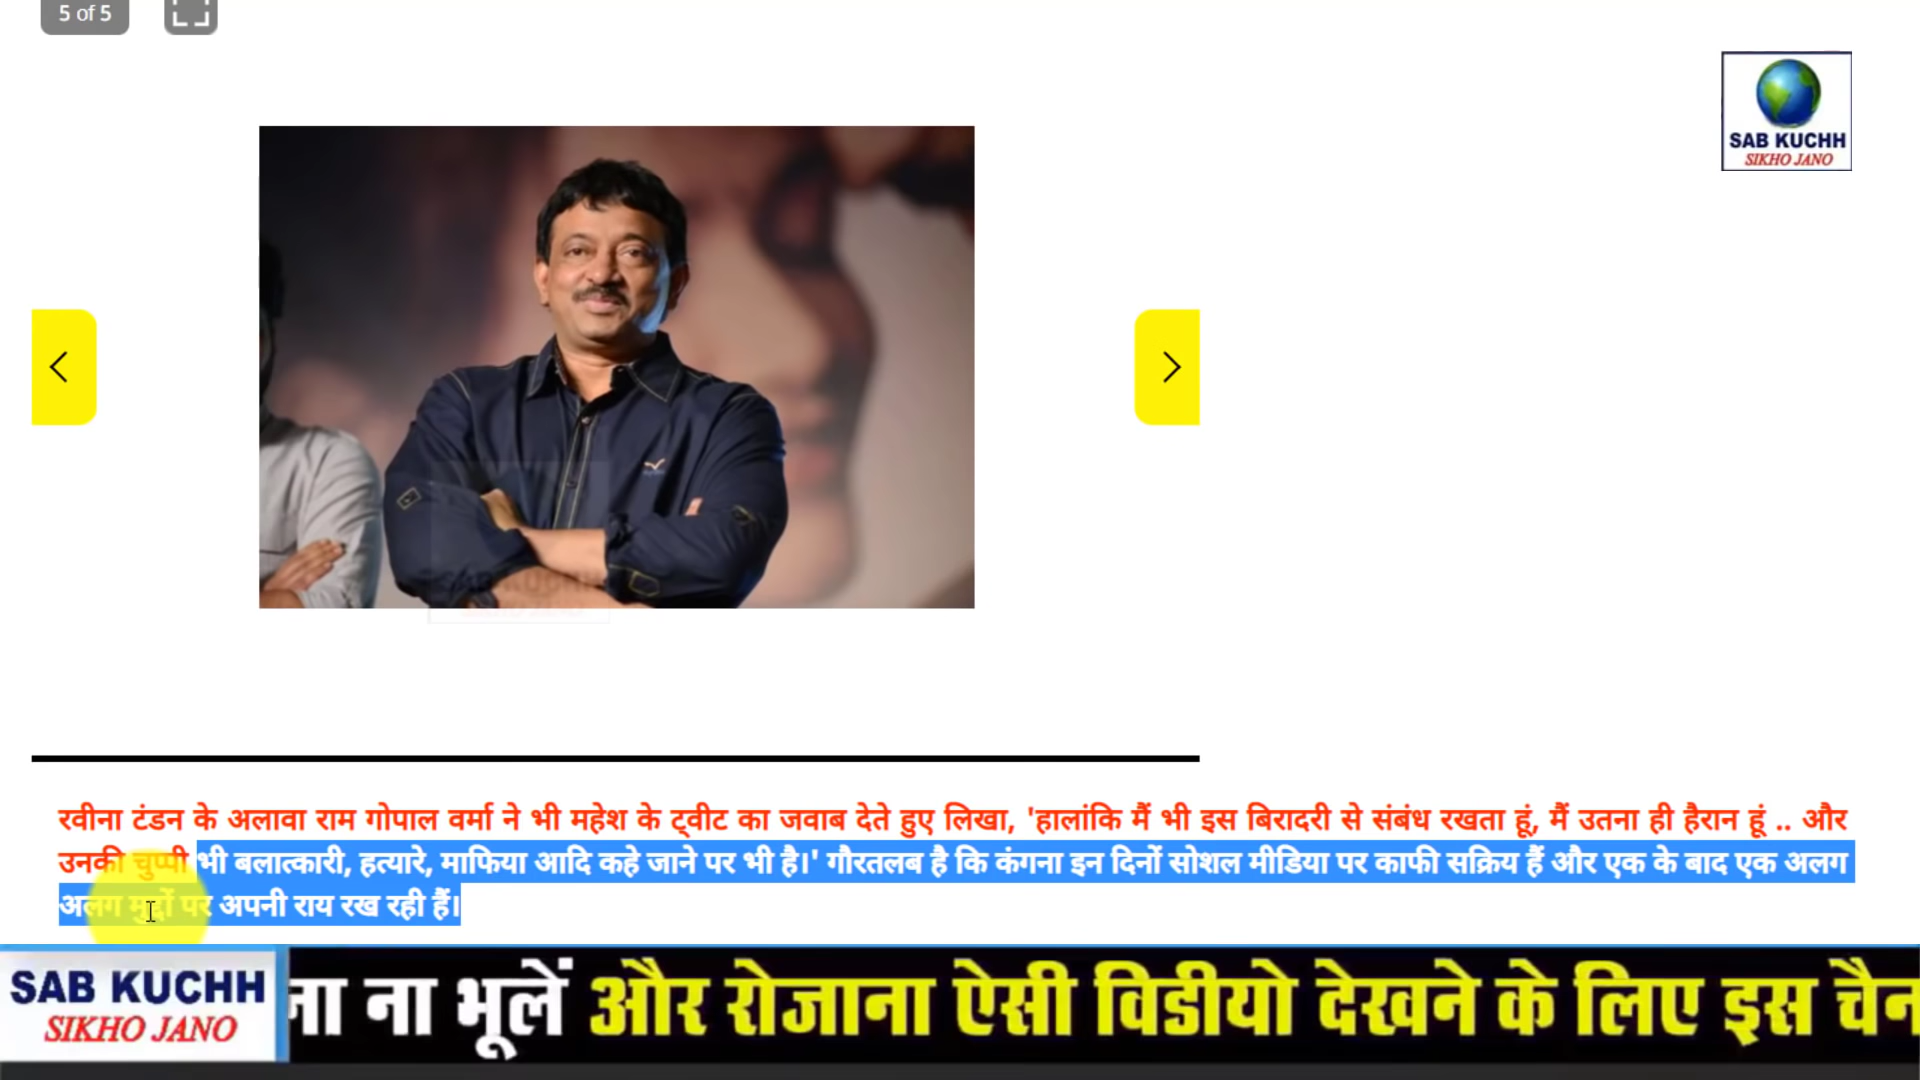 5 of 5
SAB KUCHH
SIKHO JANO
रवीना टंडन के अलावा राम गोपाल वर्मा ने भी महेश के ट्वीट का जवाब देते हुए लिखा, 'हालांकि मैं भी इस बिरादरी से संबंध रखता हूं, मैं उतना ही हैरान हूं .. और
उनकी चुप्पी भी बलात्कारी, हत्यारे, माफिया आदि कहे जाने पर भी है।' गौरतलब है कि कंगना इन दिनों सोशल मीडिया पर काफी सक्रिय हैं और एक के बाद एक अलग
अलग मुद्दों पर अपनी राय रख रही हैं।
SAB KUCHH
SIKHO JANO
ना ना भूलें और रोजाना ऐसी विडीयो देखने के लिए इस चैन